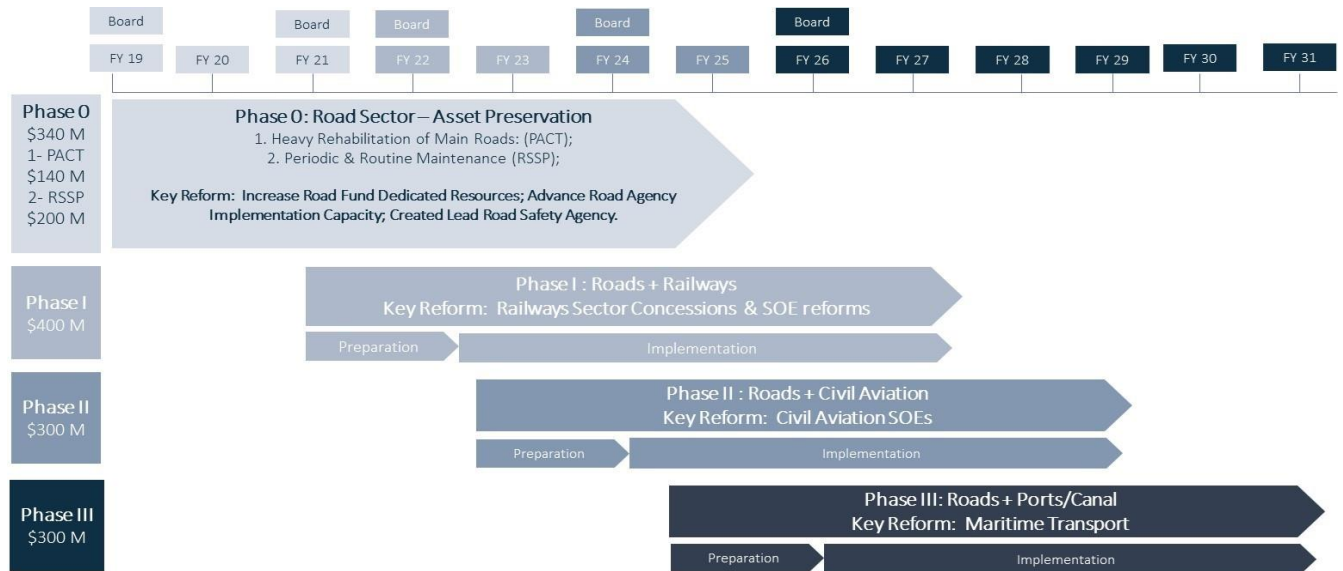 Board
Board
Board
Board
Board
FY 19
FY 20
FY 21
FY 22
FY 23
FY 24
FY 25
FY 26
FY 27
FY 28
FY 29
FY 30
FY 31
Phase 0
$340 M
1- PACT
$140 M
2- RSSP
$200 M
Phase 0: Road Sector – Asset Preservation
1. Heavy Rehabilitation of Main Roads: (PACT);
2. Periodic & Routine Maintenance (RSSP);
Key Reform: Increase Road Fund Dedicated Resources; Advance Road Agency
Implementation Capacity; Created Lead Road Safety Agency.
Phase I
$400 M
Phase I : Roads + Railways
Key Reform: Railways Sector Concessions & SOE reforms
Preparation
Implementation
Phase II
$300 M
Phase II : Roads + Civil Aviation
Key Reform: Civil Aviation SOEs
Preparation
Implementation
Phase III
$300 M
Phase III: Roads + Ports/Canal
Key Reform: Maritime Transport
Preparation
Implementation